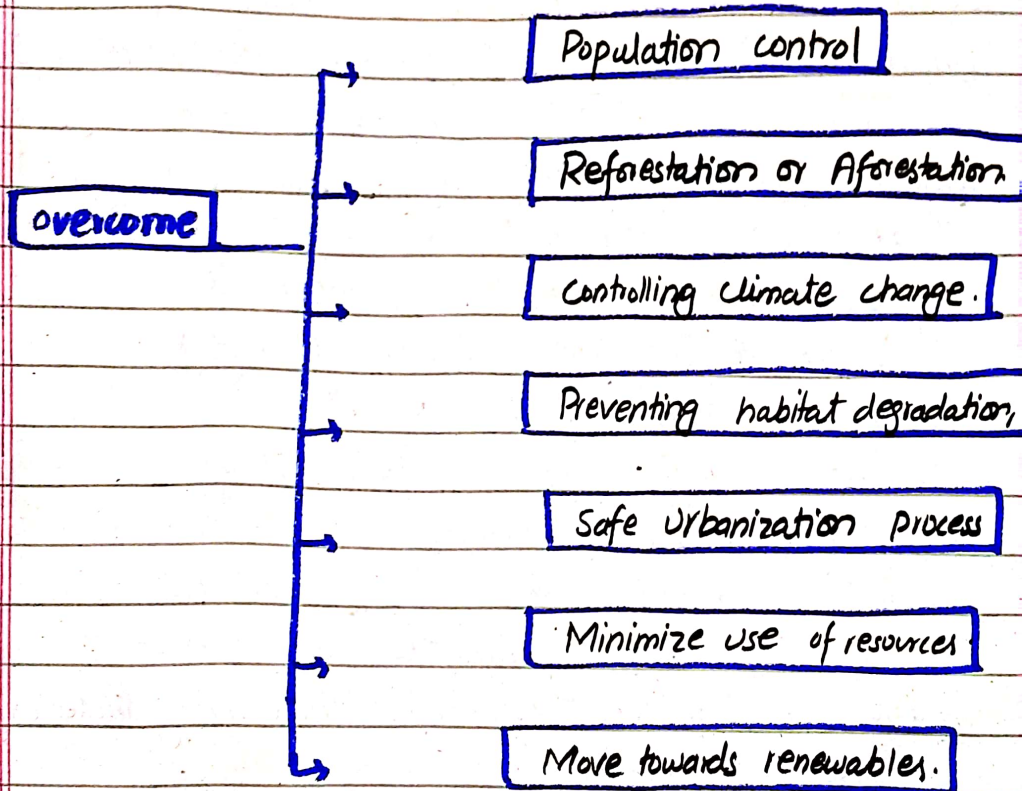 Population control
Reforestation or Aforestation.
overcome
Controlling climate change.
Preventing habitat degradation,
Safe Urbanization Process
Minimize use of resources.
Move towards renewables.